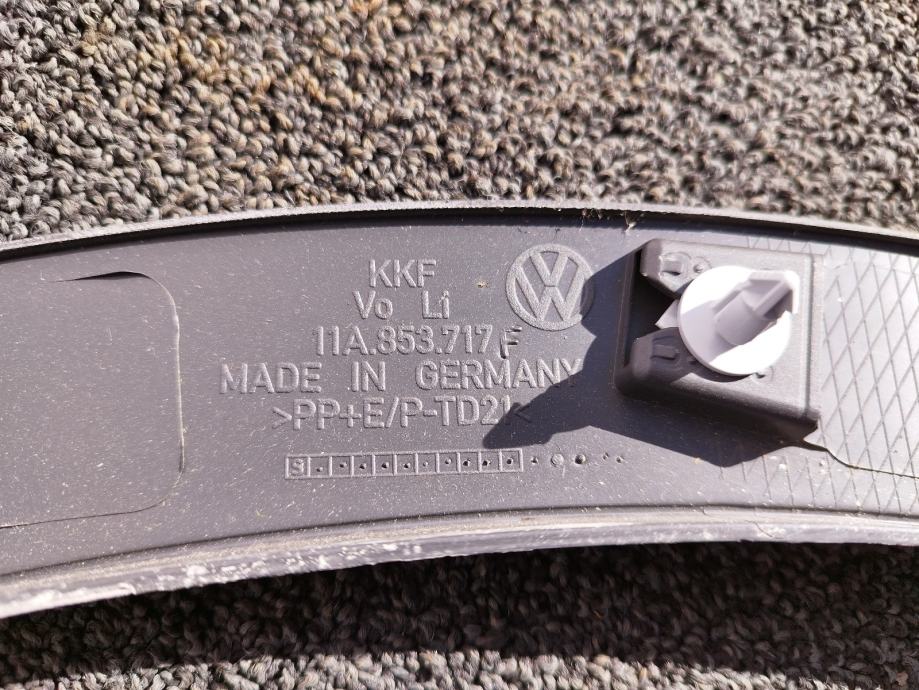 KKF
Vo Li
11A.853.717 F
MADE IN GERMANY
>PP+E/P-TD21<
S